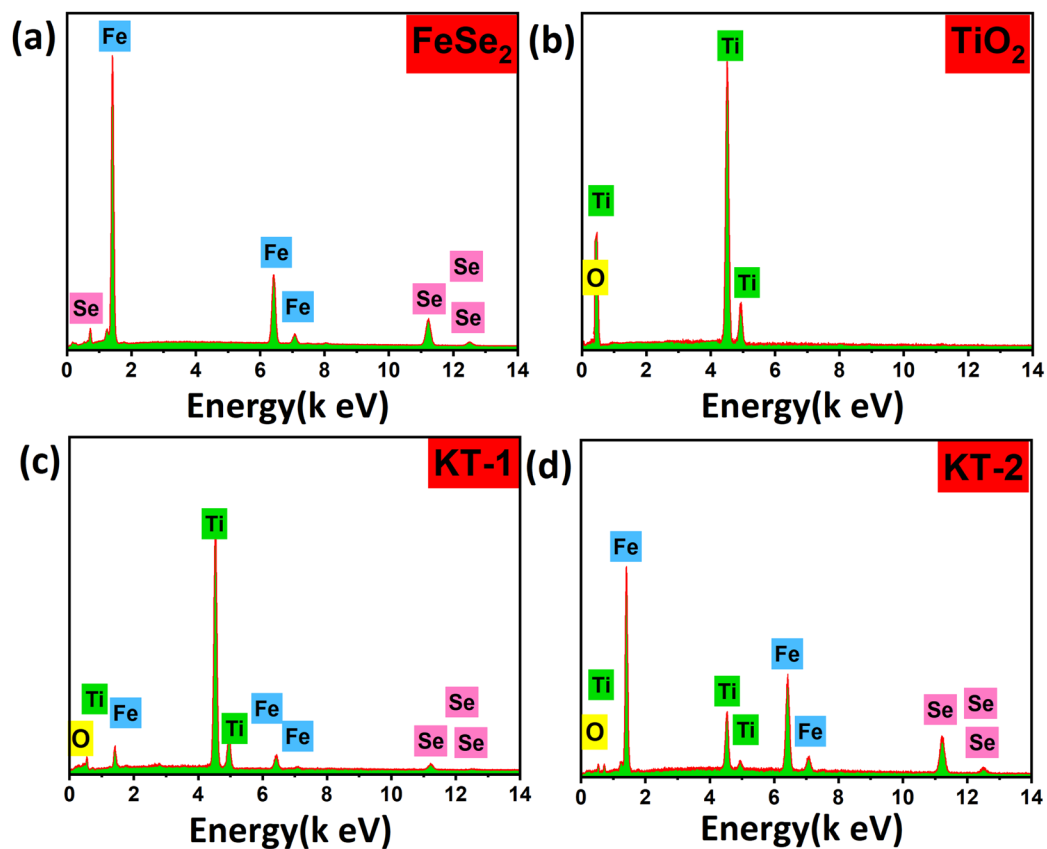 (a)
FeSe₂
Fe
Se
Fe
Fe
Se
Se
Se
0 2 4 6 8 10 12 14
Energy(k eV)
(b)
TiO₂
Ti
Ti
O
Ti
0 2 4 6 8 10 12 14
Energy(k eV)
(c)
KT-1
Ti
Ti
Fe
O
Ti
Fe
Fe
Se
Se
Se
0 2 4 6 8 10 12 14
Energy(k eV)
(d)
KT-2
Fe
Ti
O
Ti
Ti
Fe
Fe
Se
Se
Se
0 2 4 6 8 10 12 14
Energy(k eV)